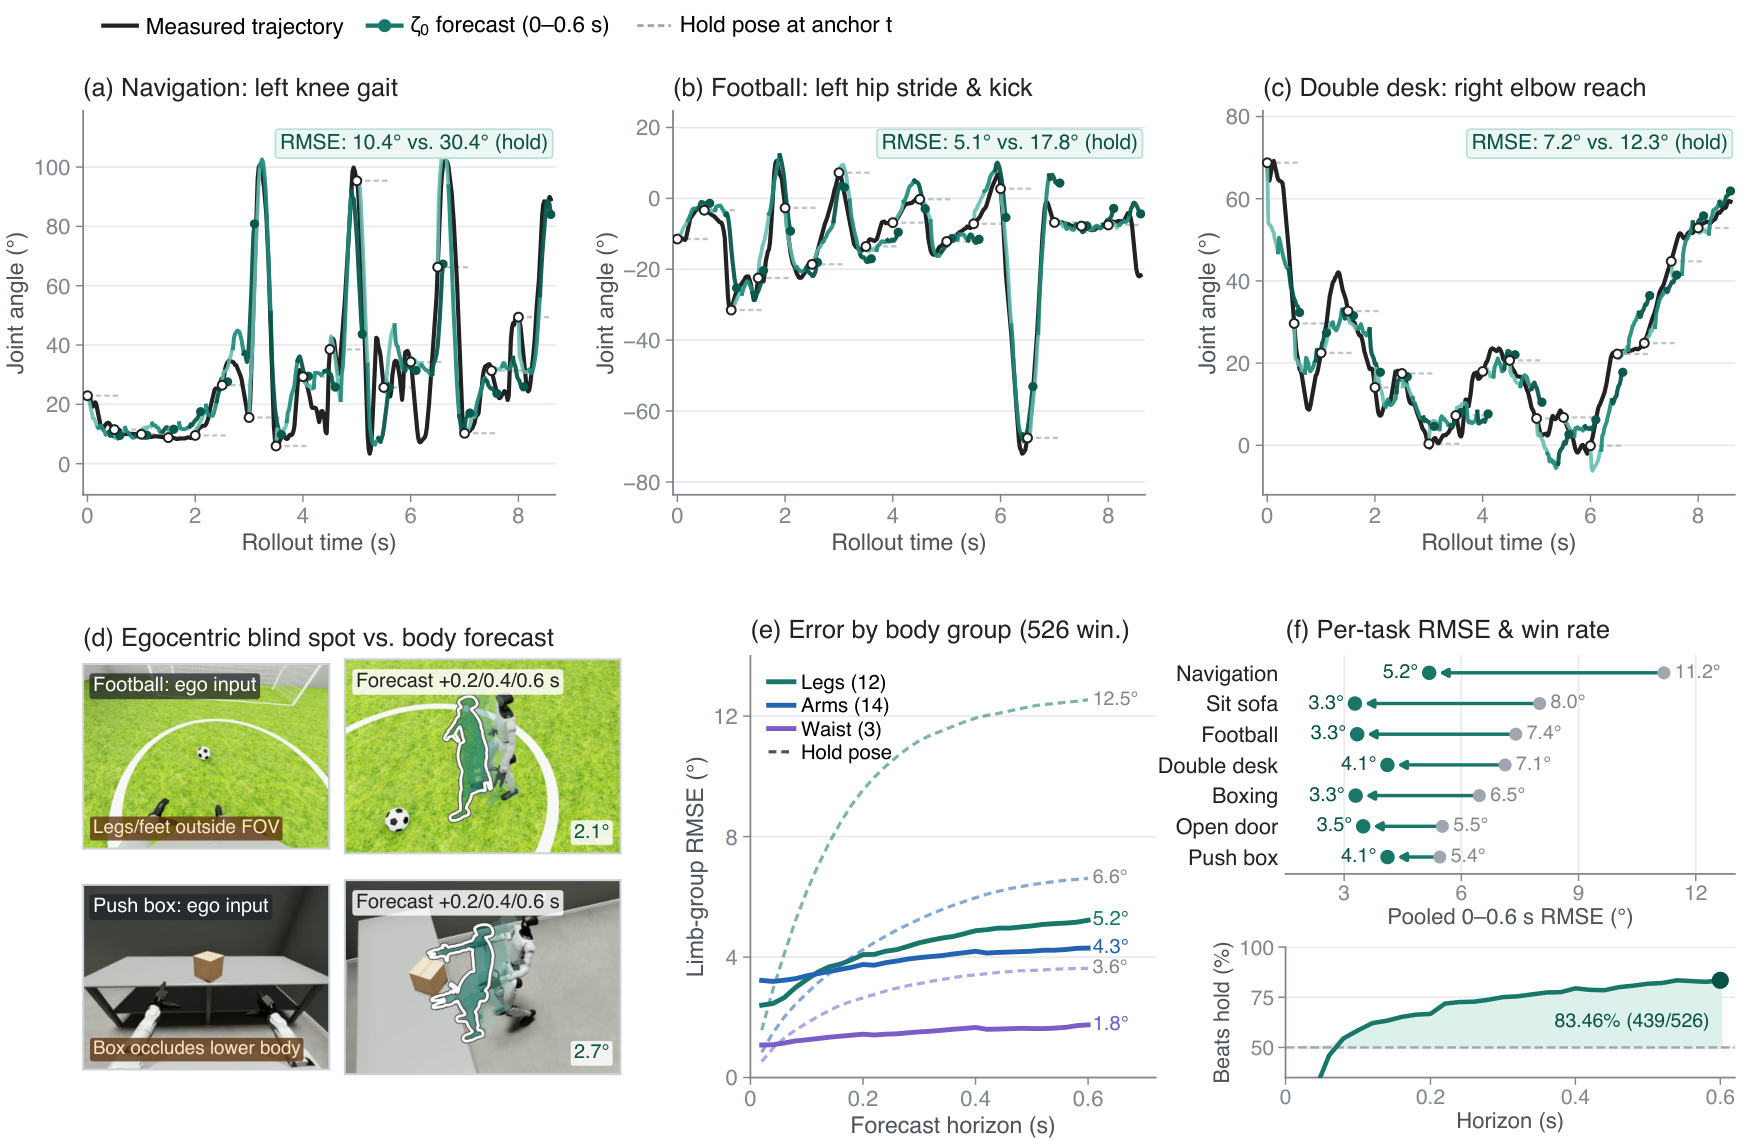 Measured trajectory
ζ0 forecast (0–0.6 s)
Hold pose at anchor t
(a) Navigation: left knee gait
RMSE: 10.4° vs. 30.4° (hold)
Joint angle (°)
100
80
60
40
20
0
0 2 4 6 8
Rollout time (s)
(b) Football: left hip stride & kick
RMSE: 5.1° vs. 17.8° (hold)
Joint angle (°)
20
0
−20
−40
−60
−80
0 2 4 6 8
Rollout time (s)
(c) Double desk: right elbow reach
RMSE: 7.2° vs. 12.3° (hold)
Joint angle (°)
80
60
40
20
0
0 2 4 6 8
Rollout time (s)
(d) Egocentric blind spot vs. body forecast
Football: ego input
Legs/feet outside FOV
Forecast +0.2/0.4/0.6 s
2.1°
Push box: ego input
Box occludes lower body
Forecast +0.2/0.4/0.6 s
2.7°
(e) Error by body group (526 win.)
Legs (12)
Arms (14)
Waist (3)
Hold pose
Limb-group RMSE (°)
12
8
4
0
12.5°
6.6°
5.2°
4.3°
3.6°
1.8°
0 0.2 0.4 0.6
Forecast horizon (s)
(f) Per-task RMSE & win rate
Navigation 5.2° 11.2°
Sit sofa 3.3° 8.0°
Football 3.3° 7.4°
Double desk 4.1° 7.1°
Boxing 3.3° 6.5°
Open door 3.5° 5.5°
Push box 4.1° 5.4°
3 6 9 12
Pooled 0–0.6 s RMSE (°)
Beats hold (%)
100
75
50
83.46% (439/526)
0 0.2 0.4 0.6
Horizon (s)